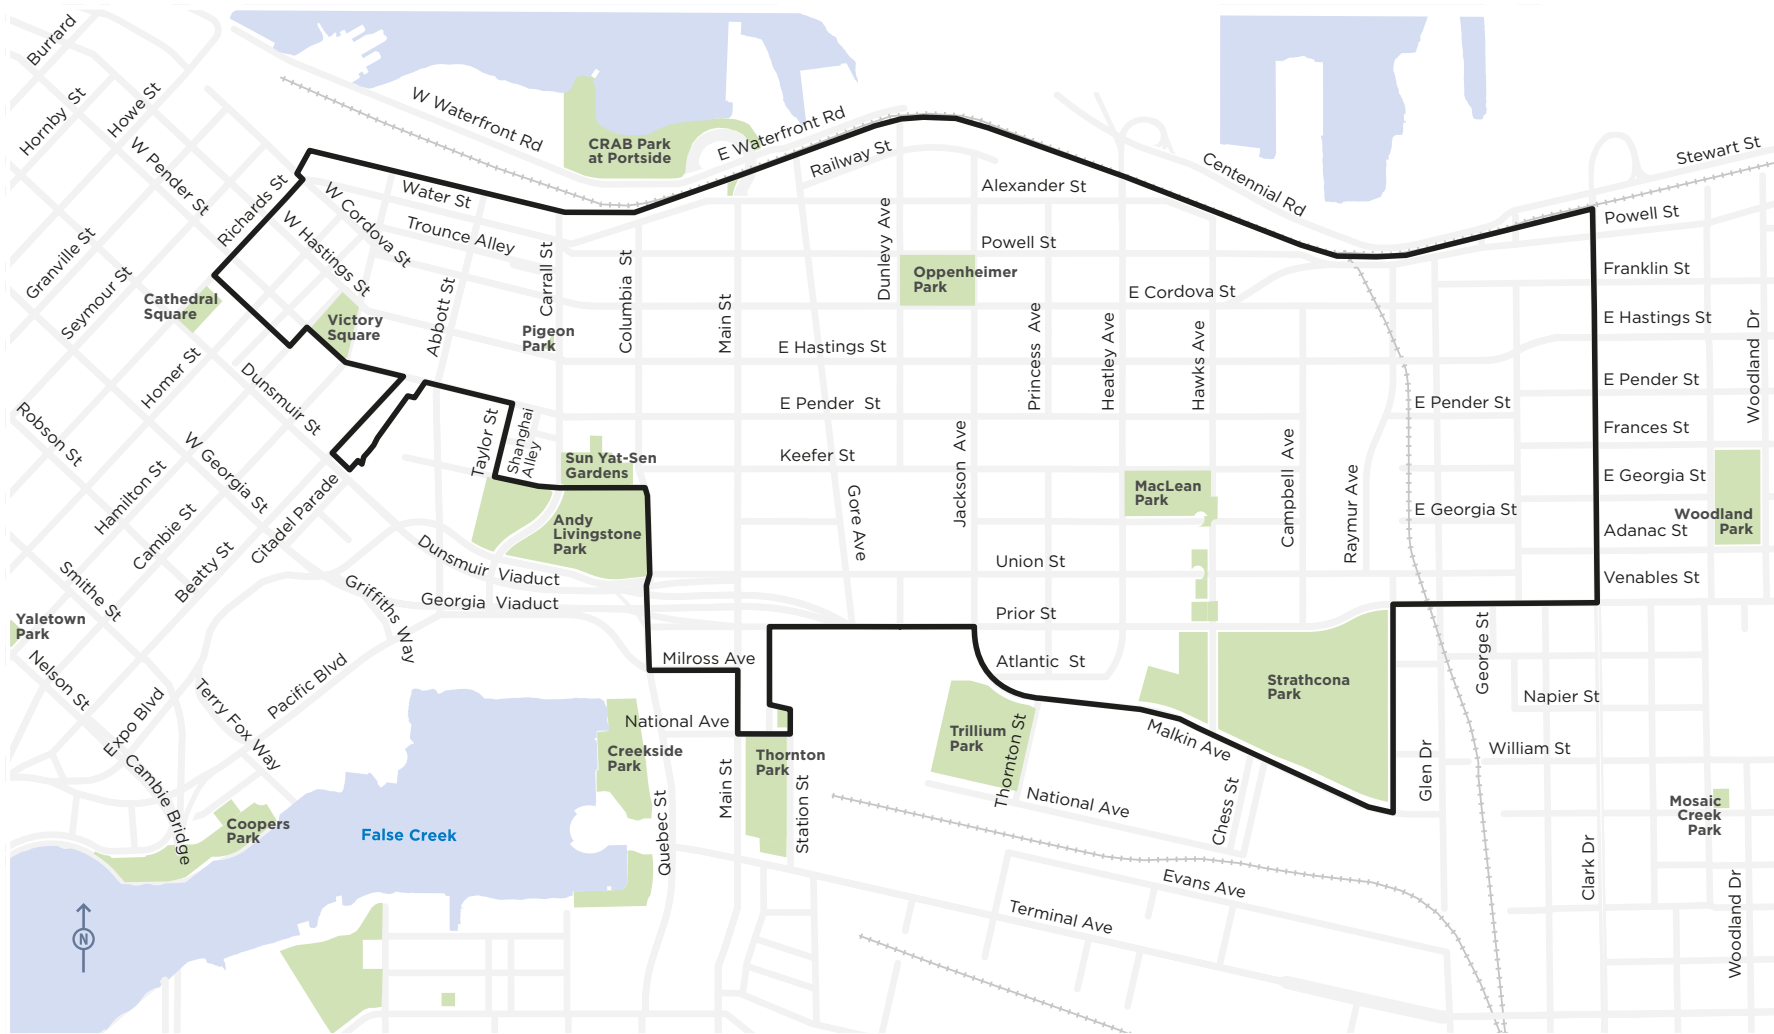 Burrard
Hornby St
Howe St
W Pender St
Granville St
Seymour St
Richards St
Cathedral
Square
W Hastings St
W Cordova St
Water St
Trounce Alley
Victory
Square
Abbott St
W Waterfront Rd
CRAB Park
at Portside
E Waterfront Rd
Railway St
Alexander St
Powell St
Centennial Rd
Stewart St
Powell St
Franklin St
E Hastings St
E Pender St
Frances St
E Georgia St
Adanac St
Venables St
Woodland Dr
Woodland
Park
Carrall St
Columbia St
Main St
Pigeon
Park
Dunlevy Ave
Oppenheimer
Park
E Cordova St
E Hastings St
Princess Ave
Heatley Ave
Hawks Ave
E Pender St
E Pender St
Keefer St
Gore Ave
Jackson Ave
MacLean
Park
Campbell Ave
Raymur Ave
E Georgia St
Union St
Prior St
Homer St
Dunsmuir St
Robson St
W Georgia St
Hamilton St
Cambie St
Citadel Parade
Beatty St
Smithe St
Taylor St
Shanghai
Alley
Sun Yat-Sen
Gardens
Andy
Livingstone
Park
Dunsmuir Viaduct
Georgia Viaduct
Griffiths Way
Yaletown
Park
Nelson St
Expo Blvd
Terry Fox Way
Pacific Blvd
Cambie Bridge
Coopers
Park
False Creek
Milross Ave
National Ave
Creekside
Park
Quebec St
Main St
Thornton
Park
Station St
Atlantic St
Trillium
Park
Thornton St
National Ave
Malkin Ave
Chess St
Strathcona
Park
Glen Dr
George St
Napier St
William St
Mosaic
Creek
Park
Clark Dr
Woodland Dr
Evans Ave
Terminal Ave
N